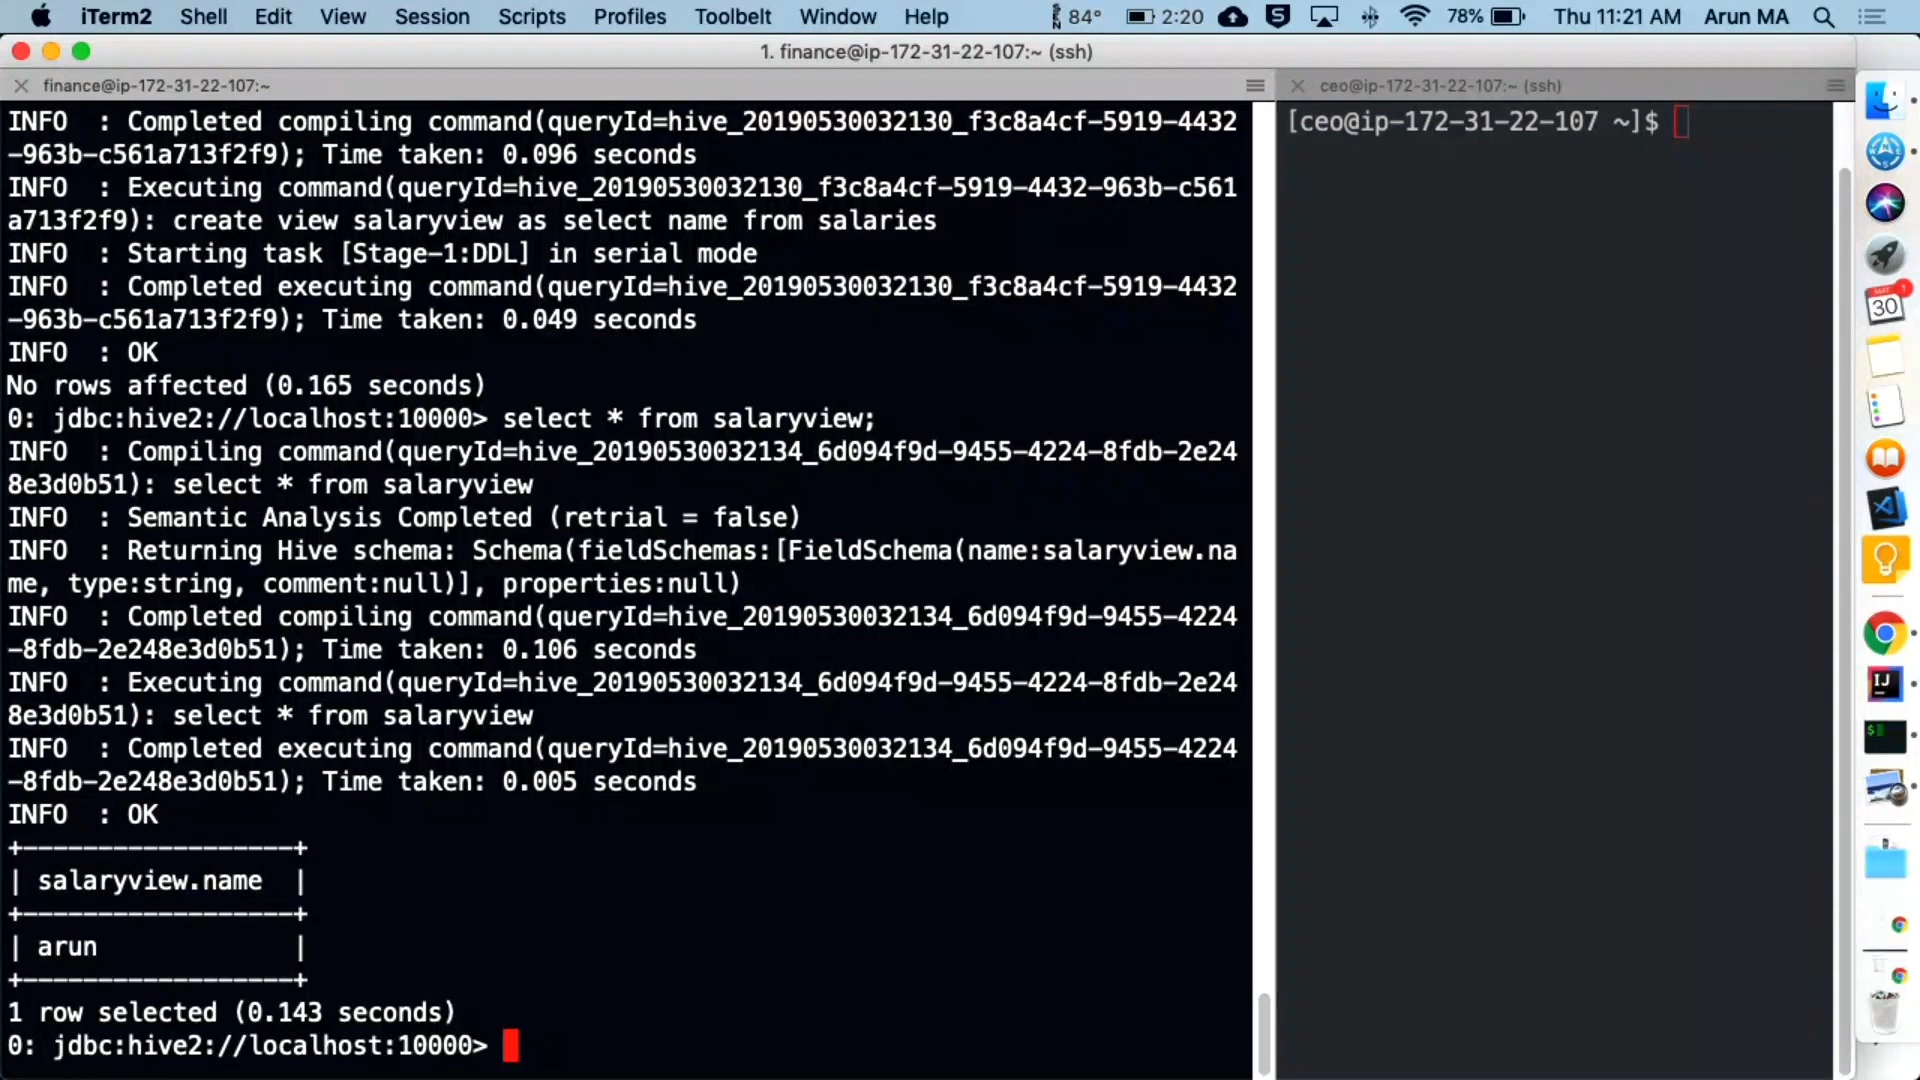 iTerm2 Shell Edit View Session Scripts Profiles Toolbelt Window Help SEN 84° 2:20 78% Thu 11:21 AM Arun MA
1. finance@ip-172-31-22-107:~ (ssh)
finance@ip-172-31-22-107:~
ceo@ip-172-31-22-107:~ (ssh)
INFO  : Completed compiling command(queryId=hive_20190530032130_f3c8a4cf-5919-4432
-963b-c561a713f2f9); Time taken: 0.096 seconds
INFO  : Executing command(queryId=hive_20190530032130_f3c8a4cf-5919-4432-963b-c561
a713f2f9): create view salaryview as select name from salaries
INFO  : Starting task [Stage-1:DDL] in serial mode
INFO  : Completed executing command(queryId=hive_20190530032130_f3c8a4cf-5919-4432
-963b-c561a713f2f9); Time taken: 0.049 seconds
INFO  : OK
No rows affected (0.165 seconds)
0: jdbc:hive2://localhost:10000> select * from salaryview;
INFO  : Compiling command(queryId=hive_20190530032134_6d094f9d-9455-4224-8fdb-2e24
8e3d0b51): select * from salaryview
INFO  : Semantic Analysis Completed (retrial = false)
INFO  : Returning Hive schema: Schema(fieldSchemas:[FieldSchema(name:salaryview.na
me, type:string, comment:null)], properties:null)
INFO  : Completed compiling command(queryId=hive_20190530032134_6d094f9d-9455-4224
-8fdb-2e248e3d0b51); Time taken: 0.106 seconds
INFO  : Executing command(queryId=hive_20190530032134_6d094f9d-9455-4224-8fdb-2e24
8e3d0b51): select * from salaryview
INFO  : Completed executing command(queryId=hive_20190530032134_6d094f9d-9455-4224
-8fdb-2e248e3d0b51); Time taken: 0.005 seconds
INFO  : OK
+------------------+
| salaryview.name  |
+------------------+
| arun             |
+------------------+
1 row selected (0.143 seconds)
0: jdbc:hive2://localhost:10000>
[ceo@ip-172-31-22-107 ~]$
MAY
1
30
IJ
$